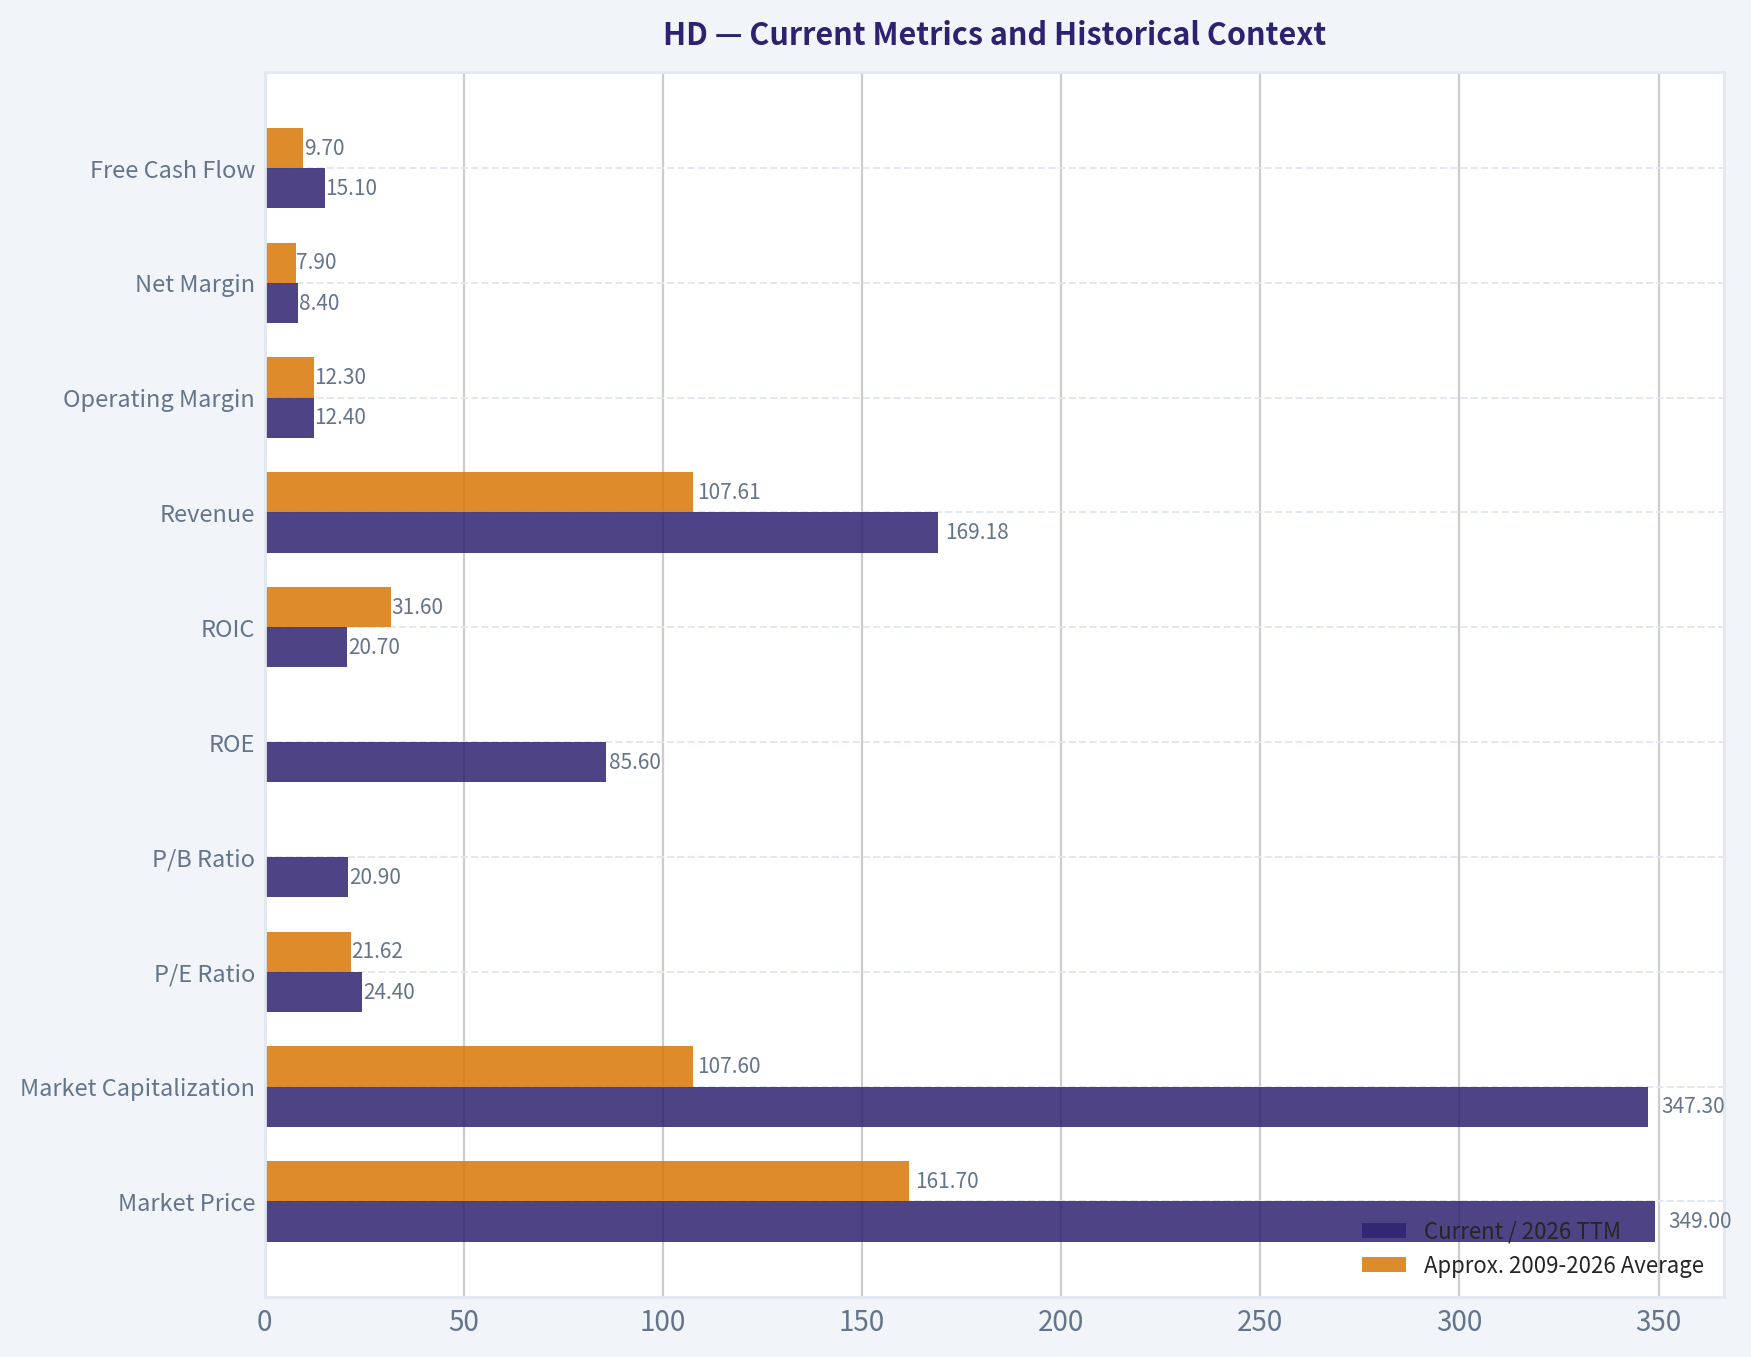 HD — Current Metrics and Historical Context
Free Cash Flow
9.70
15.10
Net Margin
7.90
8.40
Operating Margin
12.30
12.40
Revenue
107.61
169.18
ROIC
31.60
20.70
ROE
85.60
P/B Ratio
20.90
P/E Ratio
21.62
24.40
Market Capitalization
107.60
347.30
Market Price
161.70
349.00
Current / 2026 TTM
Approx. 2009-2026 Average
0 50 100 150 200 250 300 350